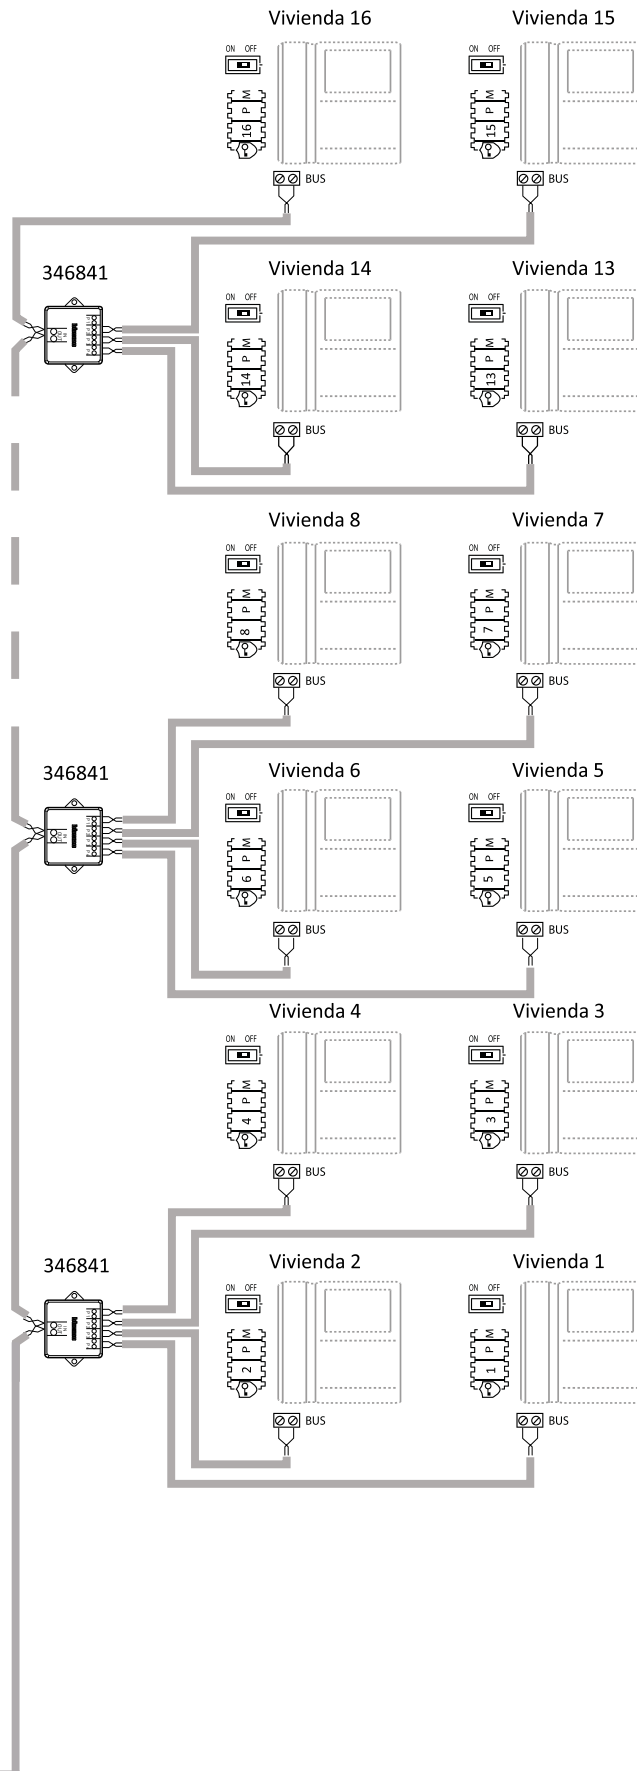 Vivienda 16
Vivienda 15
ON OFF
ON OFF
M
P
16
M
P
15
BUS
BUS
346841
Vivienda 14
Vivienda 13
ON OFF
ON OFF
M
P
14
M
P
13
BUS
BUS
Vivienda 8
Vivienda 7
ON OFF
ON OFF
M
P
8
M
P
7
BUS
BUS
346841
Vivienda 6
Vivienda 5
ON OFF
ON OFF
M
P
6
M
P
5
BUS
BUS
Vivienda 4
Vivienda 3
ON OFF
ON OFF
M
P
4
M
P
3
BUS
BUS
346841
Vivienda 2
Vivienda 1
ON OFF
ON OFF
M
P
2
M
P
1
BUS
BUS